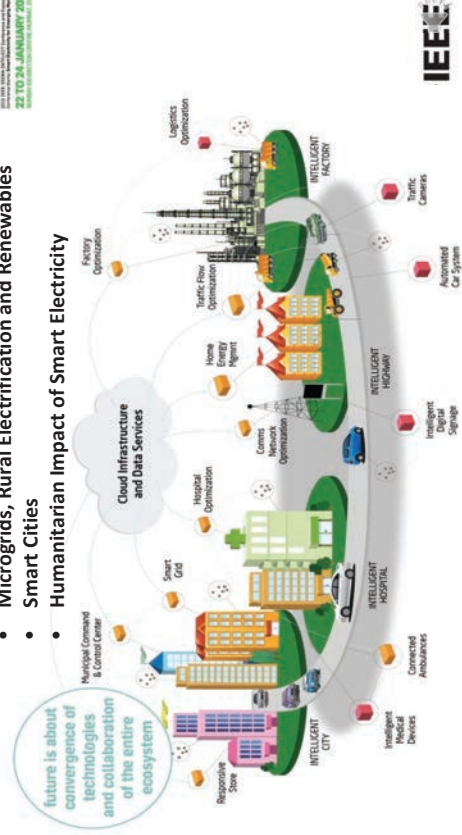 22 TO 24 JANUARY 20
• Microgrids, Rural Electrification and Renewables
• Smart Cities
• Humanitarian Impact of Smart Electricity
future is about
convergence of
technologies
and collaboration
of the entire
ecosystem
Cloud Infrastructure
and Data Services
Municipal Command
& Control Center
Smart
Grid
Hospital
Optimization
Comms
Network
Optimization
Home
Energy
Mgmnt
Traffic Flow
Optimization
Factory
Optimization
Logistics
Optimization
Responsive
Store
INTELLIGENT
CITY
INTELLIGENT
HOSPITAL
INTELLIGENT
HIGHWAY
INTELLIGENT
FACTORY
Intelligent
Medical
Devices
Connected
Ambulances
Intelligent
Digital
Signage
Automated
Car System
Traffic
Cameras
IEEE